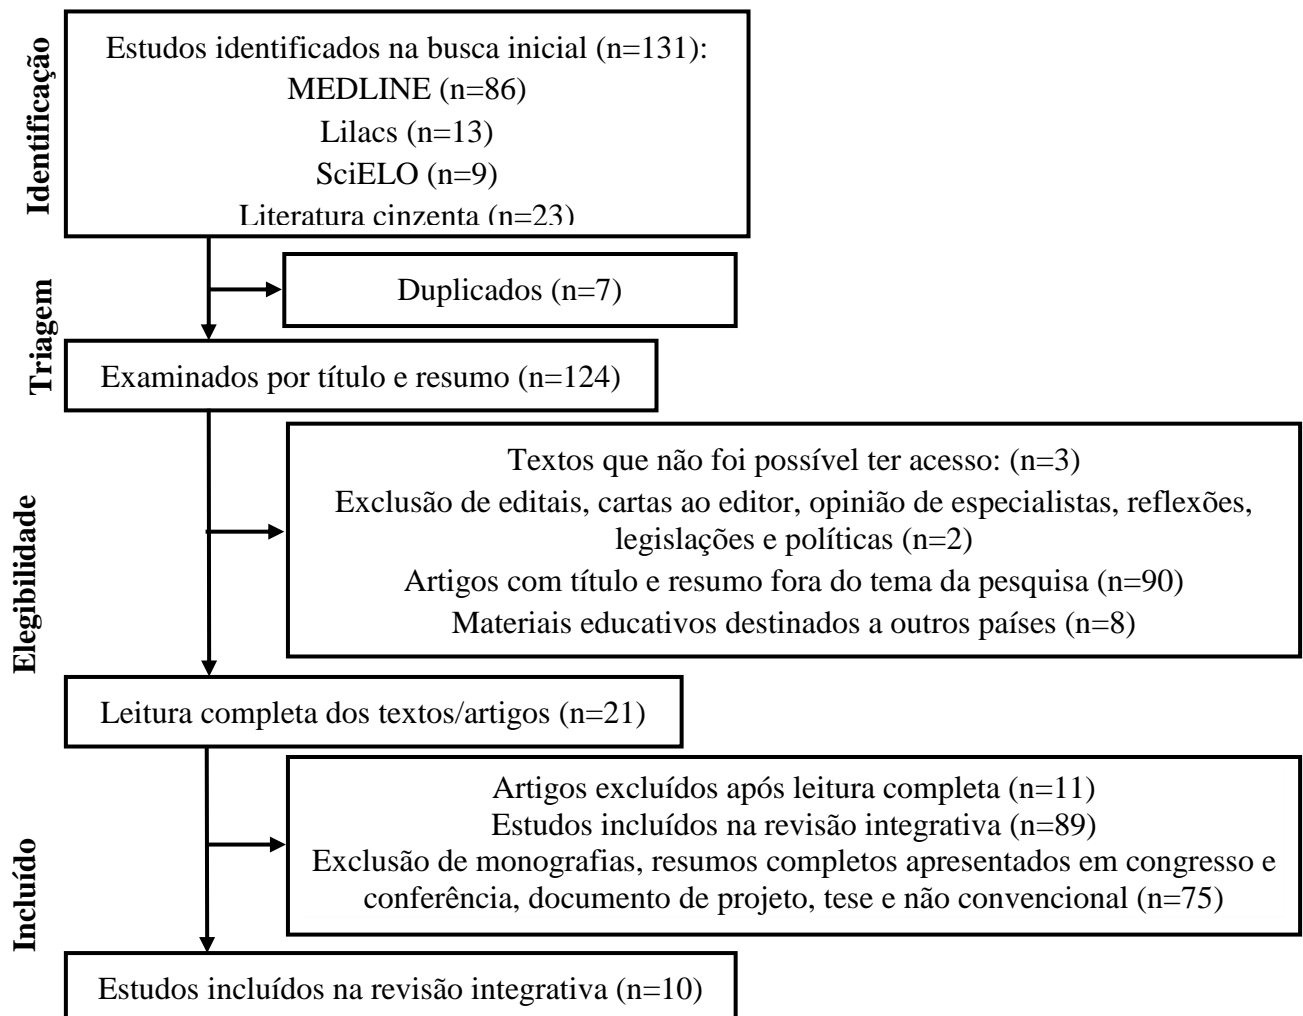 Identificação
Estudos identificados na busca inicial (n=131):
MEDLINE (n=86)
Lilacs (n=13)
SciELO (n=9)
Literatura cinzenta (n=23)
Triagem
Duplicados (n=7)
Examinados por título e resumo (n=124)
Elegibilidade
Textos que não foi possível ter acesso: (n=3)
Exclusão de editais, cartas ao editor, opinião de especialistas, reflexões,
legislações e políticas (n=2)
Artigos com título e resumo fora do tema da pesquisa (n=90)
Materiais educativos destinados a outros países (n=8)
Leitura completa dos textos/artigos (n=21)
Incluído
Artigos excluídos após leitura completa (n=11)
Estudos incluídos na revisão integrativa (n=89)
Exclusão de monografias, resumos completos apresentados em congresso e
conferência, documento de projeto, tese e não convencional (n=75)
Estudos incluídos na revisão integrativa (n=10)